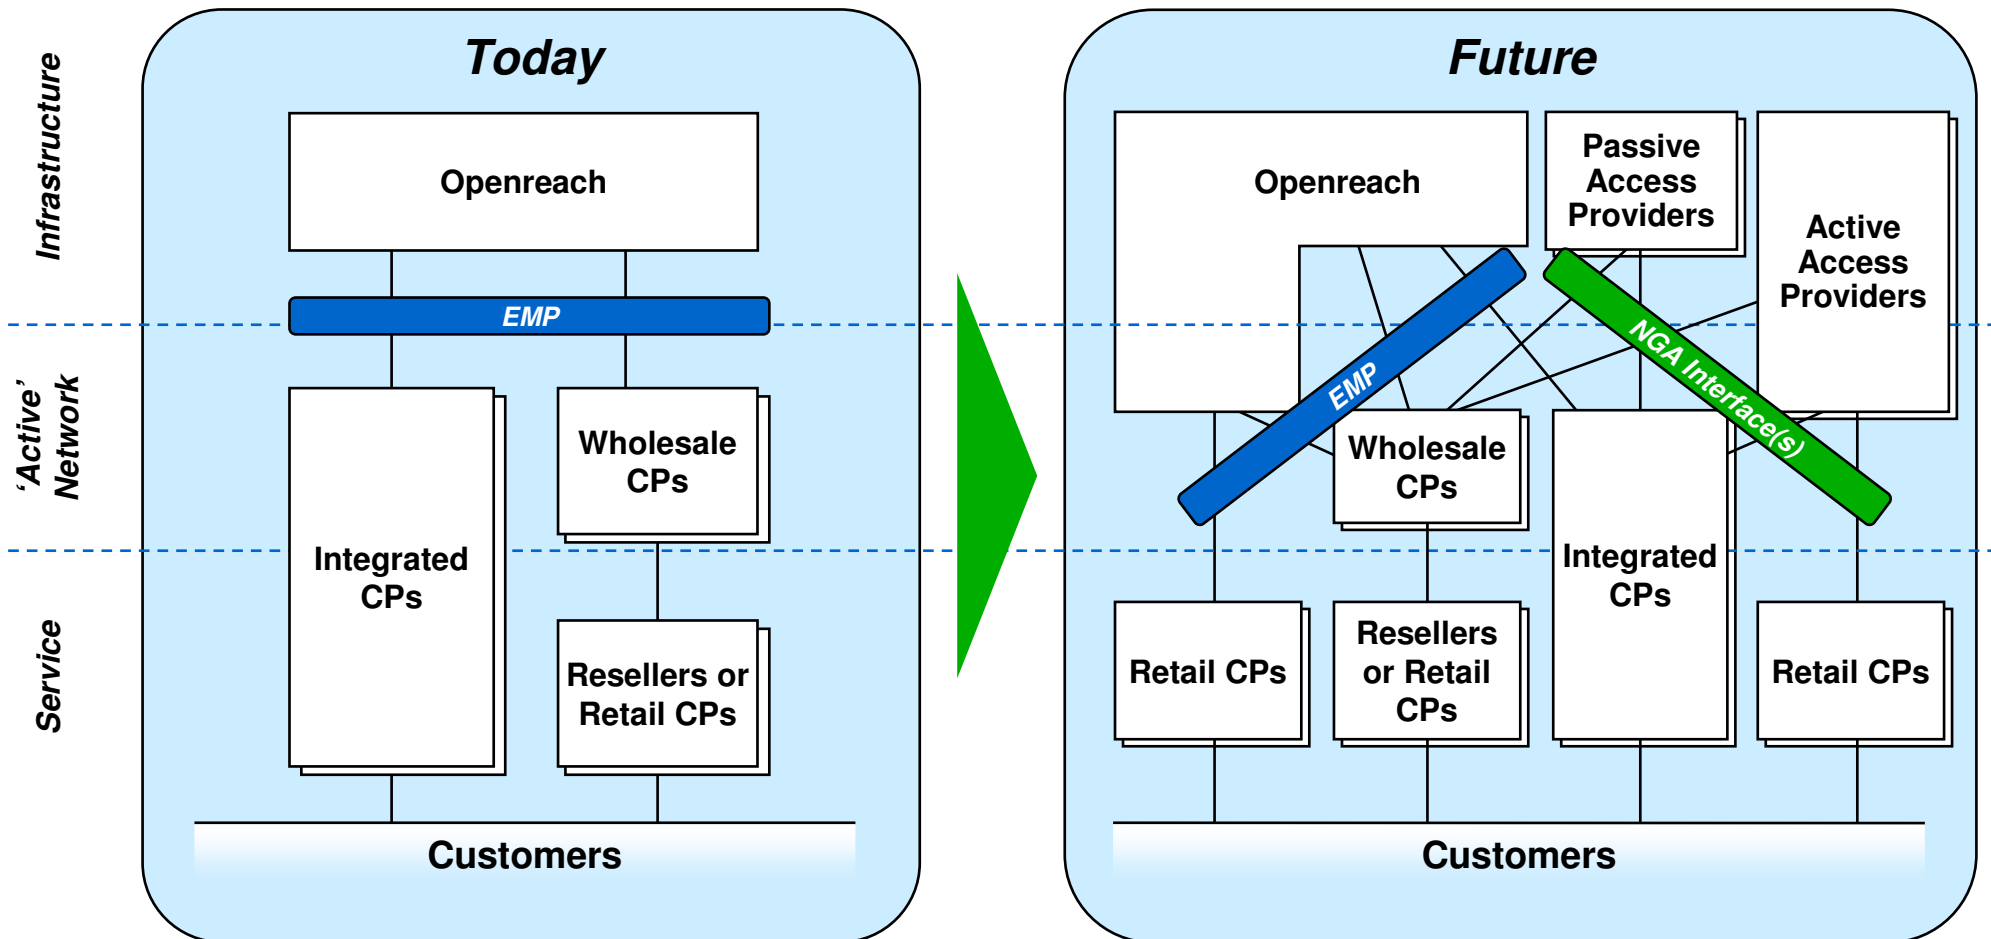 Today
Future
Infrastructure
‘Active’
Network
Service
Openreach
EMP
Integrated
CPs
Wholesale
CPs
Resellers or
Retail CPs
Customers
Openreach
Passive
Access
Providers
Active
Access
Providers
EMP
NGA Interface(s)
Wholesale
CPs
Integrated
CPs
Retail CPs
Resellers
or Retail
CPs
Retail CPs
Customers